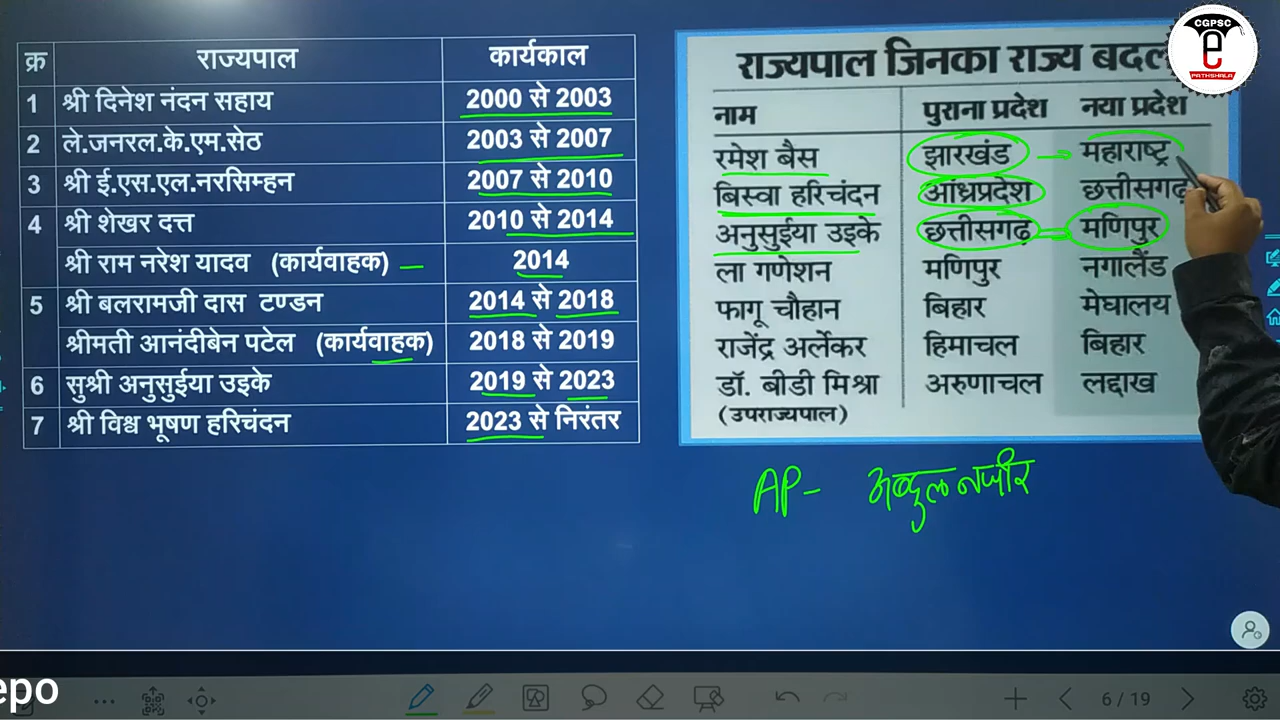 क्र राज्यपाल कार्यकाल
1 श्री दिनेश नंदन सहाय 2000 से 2003
2 ले.जनरल.के.एम.सेठ 2003 से 2007
3 श्री ई.एस.एल.नरसिम्हन 2007 से 2010
4 श्री शेखर दत्त 2010 से 2014
श्री राम नरेश यादव (कार्यवाहक) 2014
5 श्री बलरामजी दास टण्डन 2014 से 2018
श्रीमती आनंदीबेन पटेल (कार्यवाहक) 2018 से 2019
6 सुश्री अनुसुईया उइके 2019 से 2023
7 श्री विश्व भूषण हरिचंदन 2023 से निरंतर
राज्यपाल जिनका राज्य बदल
नाम पुराना प्रदेश नया प्रदेश
रमेश बैस झारखंड महाराष्ट्र
बिस्वा हरिचंदन आंध्रप्रदेश छत्तीसगढ़
अनुसुईया उइके छत्तीसगढ़ मणिपुर
ला गणेशन मणिपुर नगालैंड
फागू चौहान बिहार मेघालय
राजेंद्र अर्लेकर हिमाचल बिहार
डॉ. बीडी मिश्रा अरुणाचल लद्दाख
(उपराज्यपाल)
AP- अब्दुल नजीर
CGPSC
e
PATHSHALA
epo
6 / 19